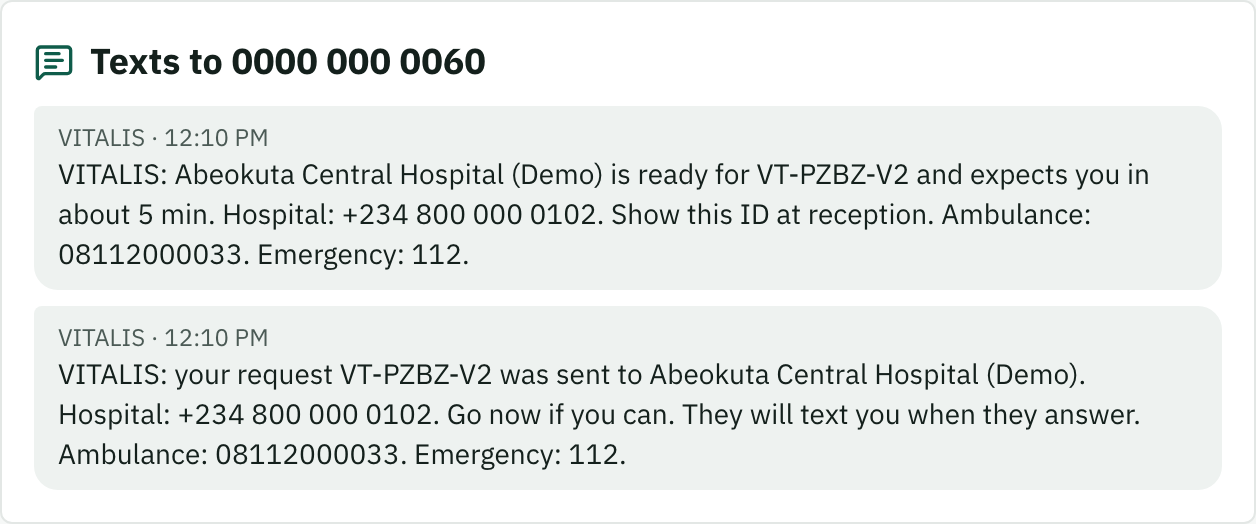 Texts to 0000 000 0060
VITALIS · 12:10 PM
VITALIS: Abeokuta Central Hospital (Demo) is ready for VT-PZBZ-V2 and expects you in
about 5 min. Hospital: +234 800 000 0102. Show this ID at reception. Ambulance:
08112000033. Emergency: 112.
VITALIS · 12:10 PM
VITALIS: your request VT-PZBZ-V2 was sent to Abeokuta Central Hospital (Demo).
Hospital: +234 800 000 0102. Go now if you can. They will text you when they answer.
Ambulance: 08112000033. Emergency: 112.